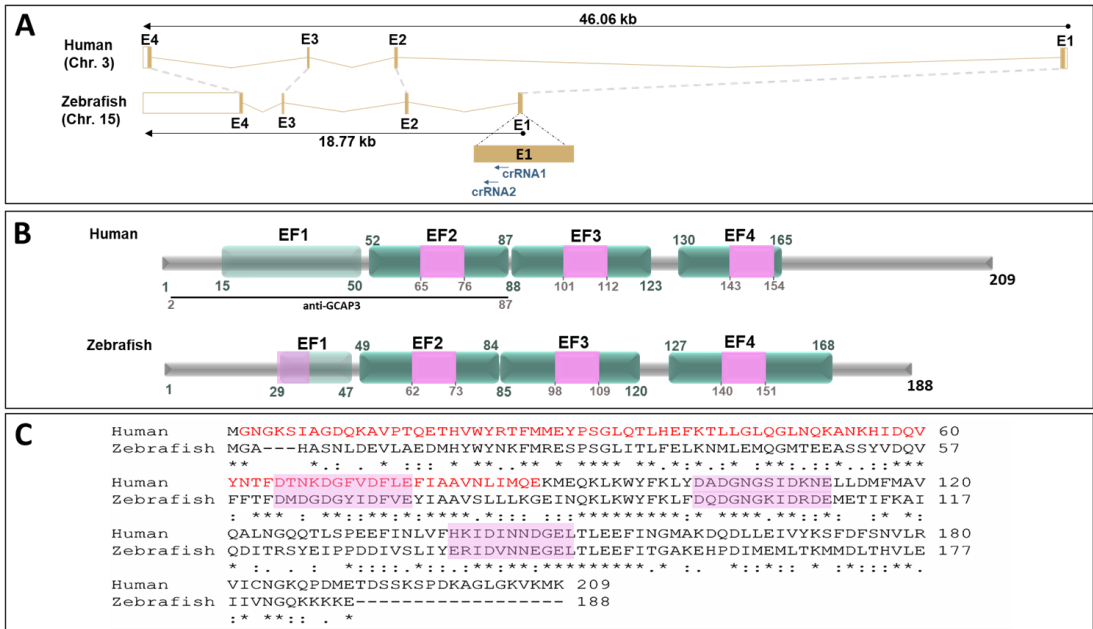 A
46.06 kb
E4 E3 E2 E1
Human
(Chr. 3)
Zebrafish
(Chr. 15)
E4 E3 E2 E1
18.77 kb
E1
crRNA1
crRNA2
B
Human
EF1 52 EF2 87 EF3 130 EF4 165
1 15 50 65 76 88 101 112 123 143 154 209
2 anti-GCAP3 87
Zebrafish
EF1 49 EF2 84 EF3 127 EF4 168
1 29 47 62 73 85 98 109 120 140 151 188
C
Human MGNGKSIAGDQKAVPTQETHVWYRTFMMEYPSGLQTLHEFKTLLGLQGLNQKANKHIDQV 60
Zebrafish MGA---HASNLDEVLAEDMHYWYNKFMRESPSGLITLFELKNMLEMQGMTEEASSYVDQV 57
Human YNTFDTNKDGFVDFLEFIAAVNLIMQEKMEQKLKWYFKLYDADGNGSIDKNELLDMFMAV 120
Zebrafish FFTFDMDGDGYIDFVEYIAAVSLLLKGEINQKLKWYFKLFDQDGNGKIDRDEMETIFKAI 117
Human QALNGQQTLSPEEFINLVFHKIDINNDGELTLEEFINGMAKDQDLLEIVYKSFDFSNVLR 180
Zebrafish QDITRSYEIPPDDIVSLIYERIDVNNEGELTLEEFITGAKEHPDIMEMLTKMMDLTHVLE 177
Human VICNGKQPDMETDSSKSPDKAGLGKVKMK 209
Zebrafish IIVNGQKKKKE------------------ 188